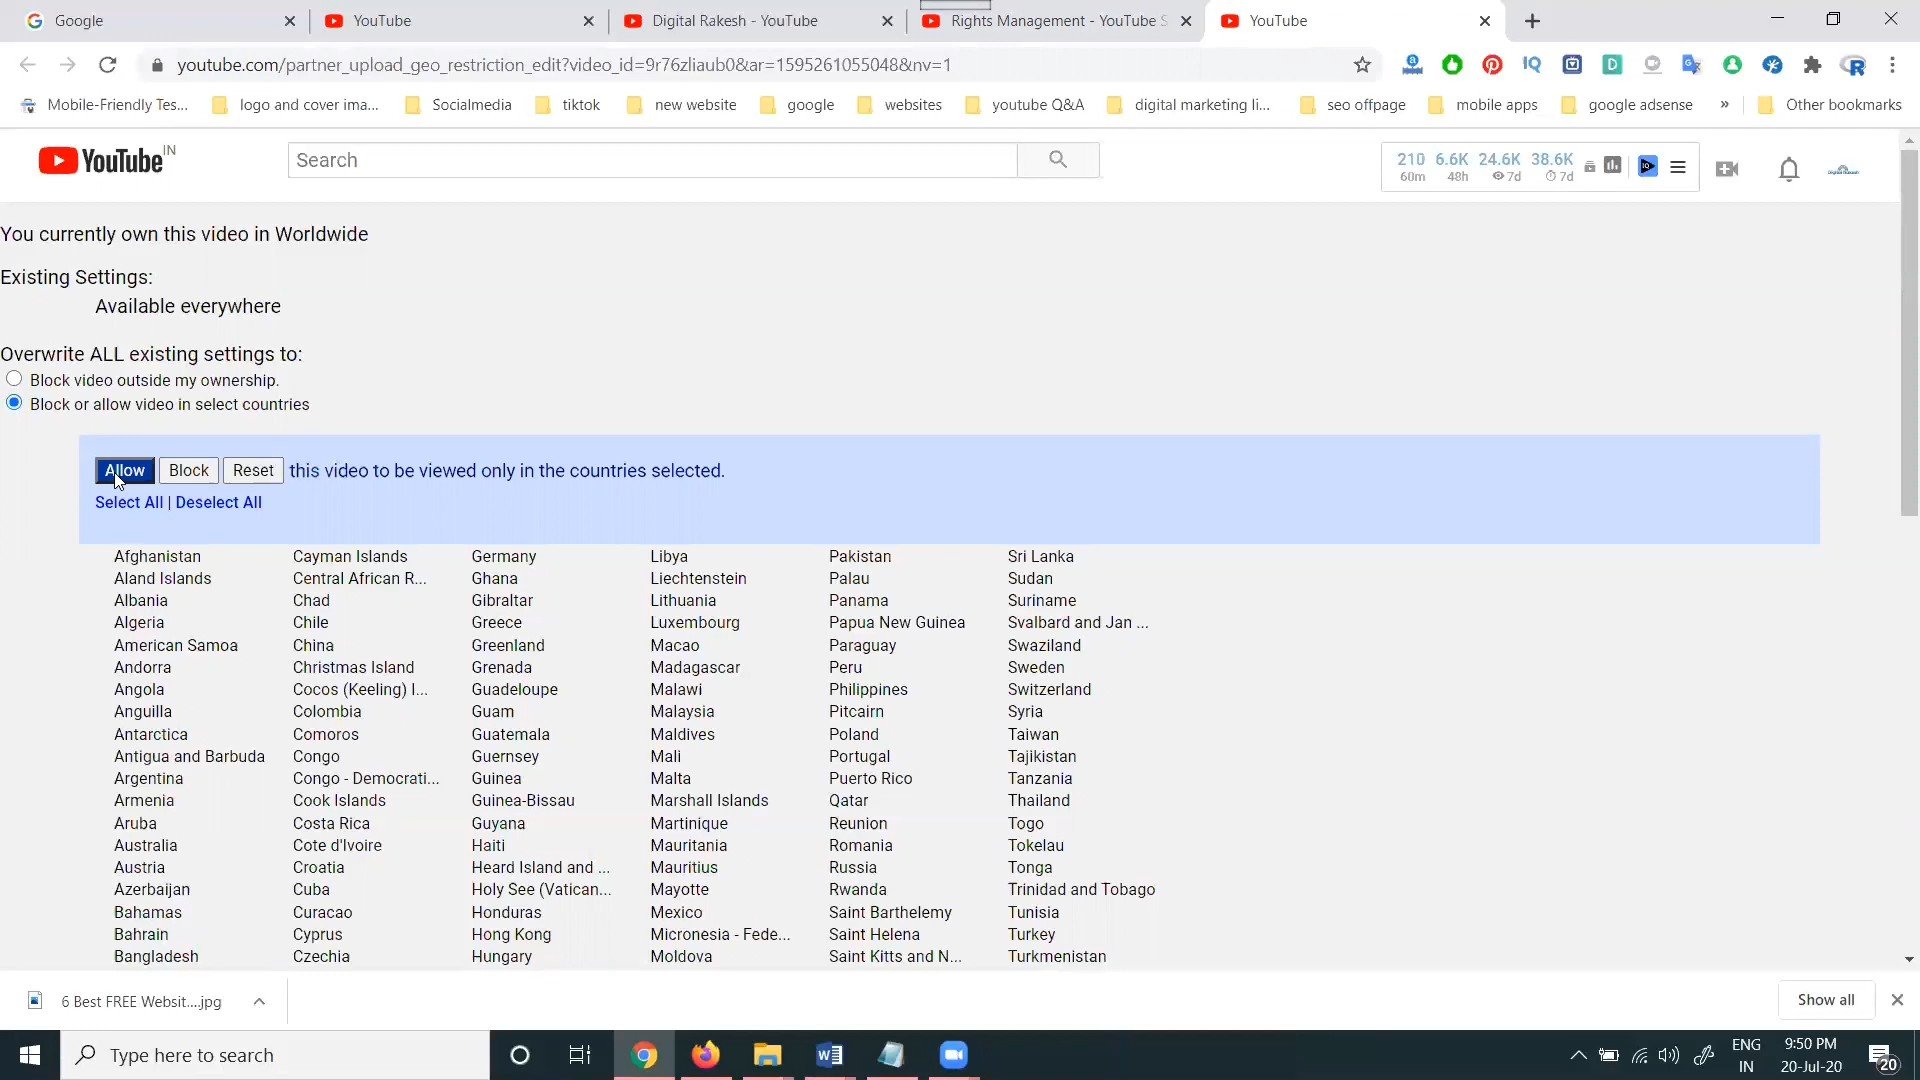 Google
YouTube
Digital Rakesh - YouTube
Rights Management - YouTube S
YouTube
youtube.com/partner_upload_geo_restriction_edit?video_id=9r76zliaub0&ar=1595261055048&nv=1
Mobile-Friendly Tes...
logo and cover ima...
Socialmedia
tiktok
new website
google
websites
youtube Q&A
digital marketing li...
seo offpage
mobile apps
google adsense
»
Other bookmarks
YouTube IN
Search
210 6.6K 24.6K 38.6K
60m 48h 7d 7d
You currently own this video in Worldwide
Existing Settings:
Available everywhere
Overwrite ALL existing settings to:
Block video outside my ownership.
Block or allow video in select countries
Allow Block Reset this video to be viewed only in the countries selected.
Select All | Deselect All
Afghanistan Cayman Islands Germany Libya Pakistan Sri Lanka
Aland Islands Central African R... Ghana Liechtenstein Palau Sudan
Albania Chad Gibraltar Lithuania Panama Suriname
Algeria Chile Greece Luxembourg Papua New Guinea Svalbard and Jan ...
American Samoa China Greenland Macao Paraguay Swaziland
Andorra Christmas Island Grenada Madagascar Peru Sweden
Angola Cocos (Keeling) I... Guadeloupe Malawi Philippines Switzerland
Anguilla Colombia Guam Malaysia Pitcairn Syria
Antarctica Comoros Guatemala Maldives Poland Taiwan
Antigua and Barbuda Congo Guernsey Mali Portugal Tajikistan
Argentina Congo - Democrati... Guinea Malta Puerto Rico Tanzania
Armenia Cook Islands Guinea-Bissau Marshall Islands Qatar Thailand
Aruba Costa Rica Guyana Martinique Reunion Togo
Australia Cote d'Ivoire Haiti Mauritania Romania Tokelau
Austria Croatia Heard Island and ... Mauritius Russia Tonga
Azerbaijan Cuba Holy See (Vatican... Mayotte Rwanda Trinidad and Tobago
Bahamas Curacao Honduras Mexico Saint Barthelemy Tunisia
Bahrain Cyprus Hong Kong Micronesia - Fede... Saint Helena Turkey
Bangladesh Czechia Hungary Moldova Saint Kitts and N... Turkmenistan
6 Best FREE Websit....jpg
Show all
Type here to search
ENG
IN
9:50 PM
20-Jul-20
20